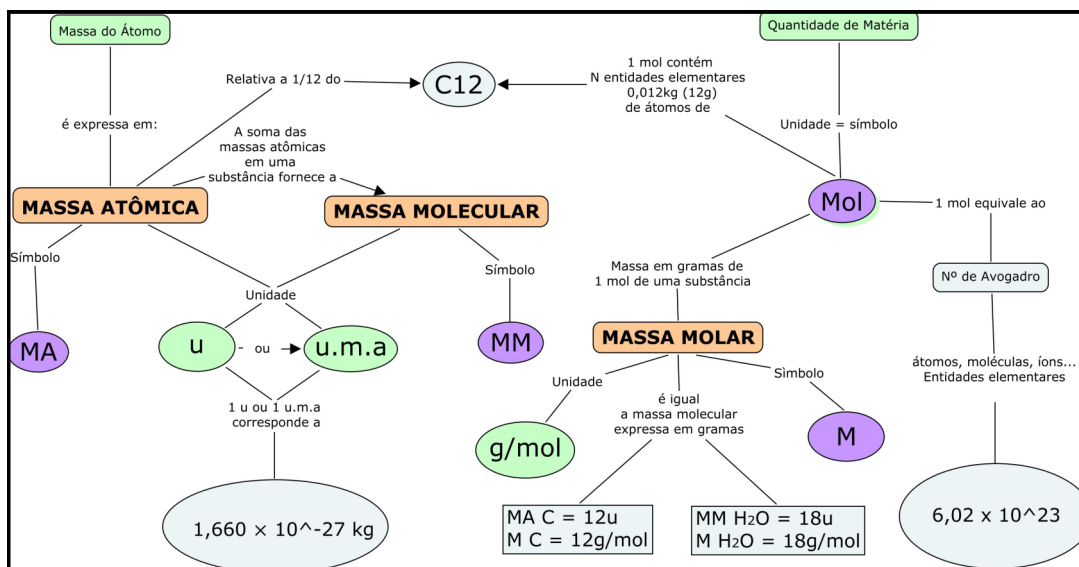 Massa do Átomo
Quantidade de Matéria
Relativa a 1/12 do
C12
1 mol contém
N entidades elementares
0,012kg (12g)
de átomos de
é expressa em:
A soma das
massas atômicas
em uma
substância fornece a
Unidade = símbolo
MASSA ATÔMICA
MASSA MOLECULAR
Mol
1 mol equivale ao
Símbolo
Unidade
Símbolo
Massa em gramas de
1 mol de uma substância
Nº de Avogadro
MA
u
- ou
u.m.a
MM
MASSA MOLAR
átomos, moléculas, íons...
Entidades elementares
1 u ou 1 u.m.a
corresponde a
Unidade
é igual
a massa molecular
expressa em gramas
Sìmbolo
g/mol
M
1,660 × 10^-27 kg
MA C = 12u
M C = 12g/mol
MM H2O = 18u
M H2O = 18g/mol
6,02 x 10^23